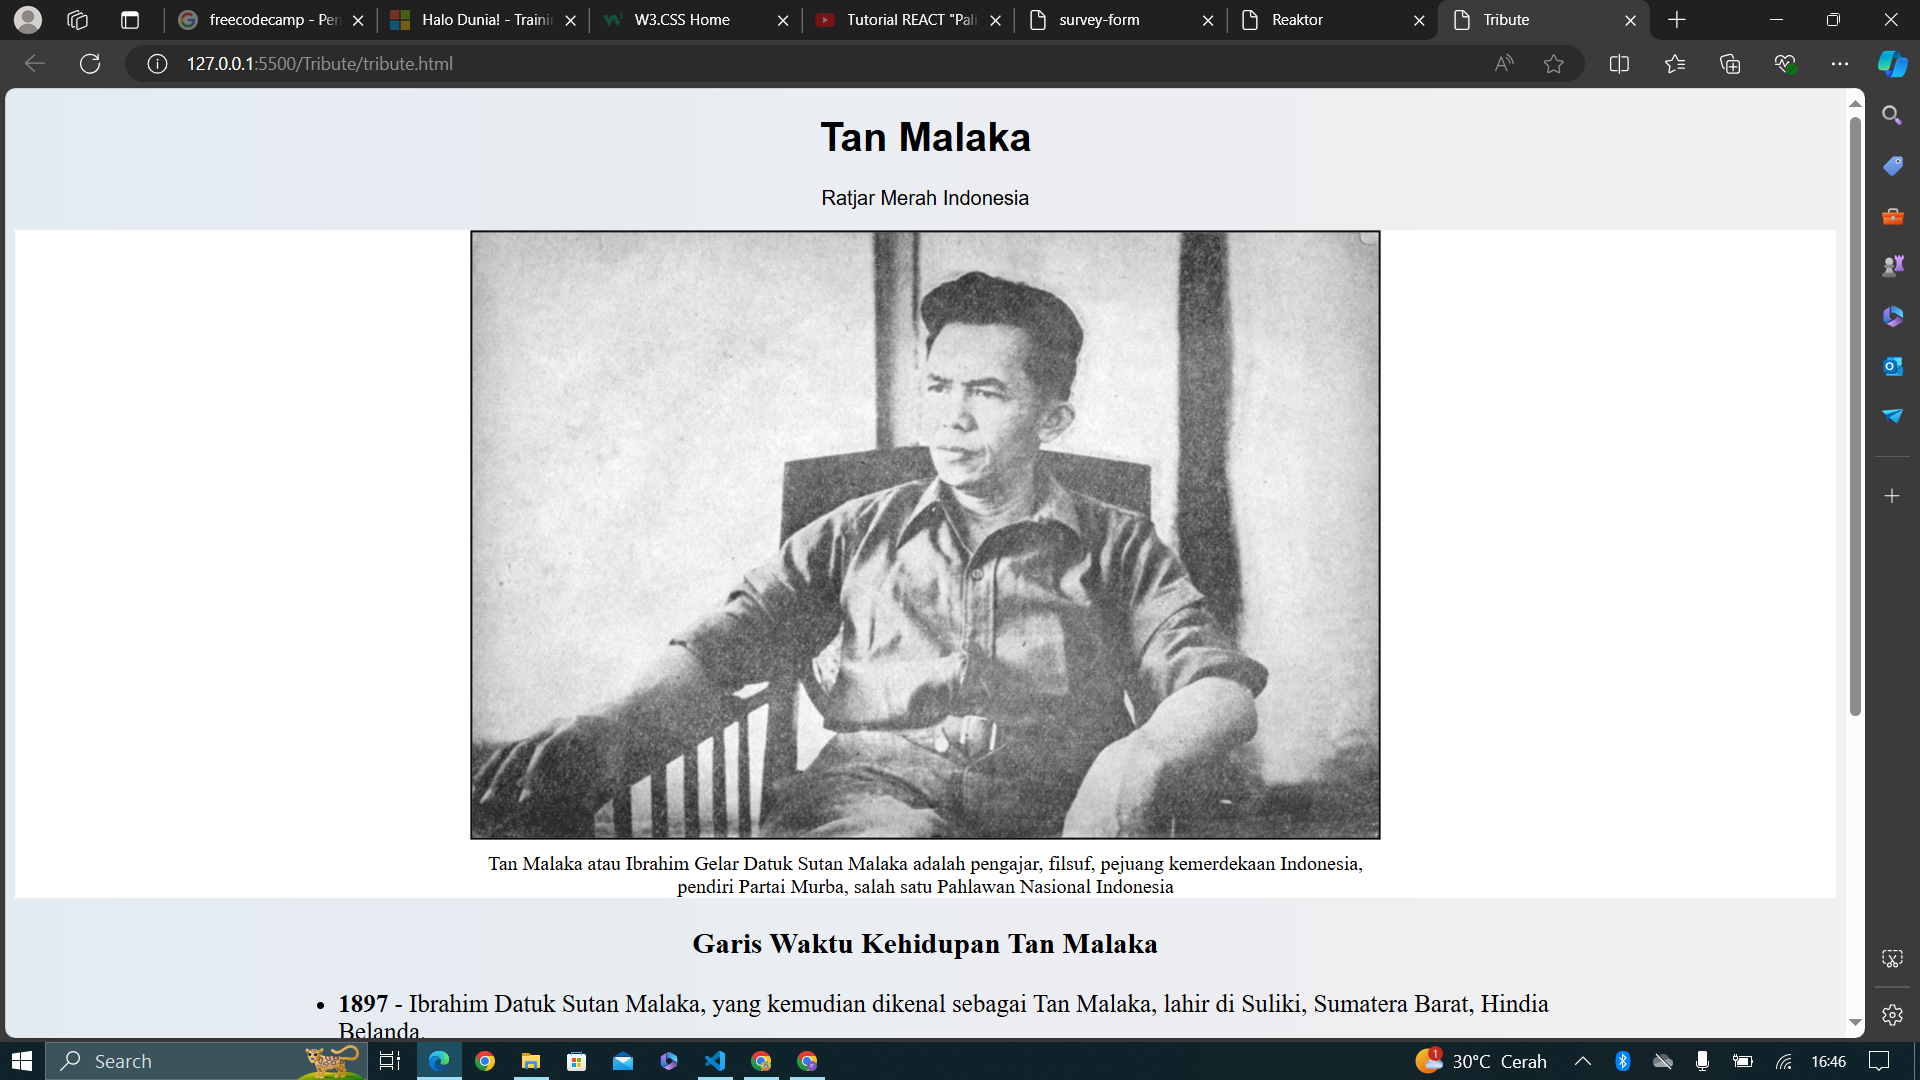 freecodecamp - Pen
Halo Dunia! - Trainin
W3.CSS Home
Tutorial REACT "Pali
survey-form
Reaktor
Tribute
127.0.0.1:5500/Tribute/tribute.html
Tan Malaka
Ratjar Merah Indonesia
Tan Malaka atau Ibrahim Gelar Datuk Sutan Malaka adalah pengajar, filsuf, pejuang kemerdekaan Indonesia,
pendiri Partai Murba, salah satu Pahlawan Nasional Indonesia
Garis Waktu Kehidupan Tan Malaka
• 1897 - Ibrahim Datuk Sutan Malaka, yang kemudian dikenal sebagai Tan Malaka, lahir di Suliki, Sumatera Barat, Hindia
Belanda.
Search
1
30°C Cerah
16:46